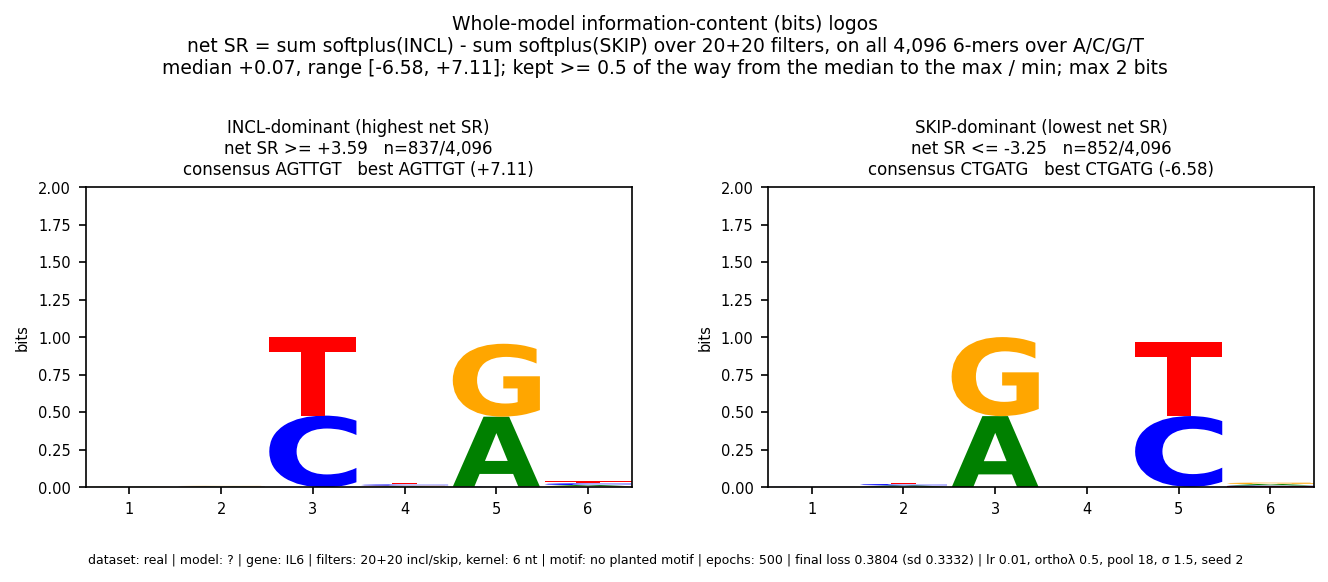 Whole-model information-content (bits) logos
net SR = sum softplus(INCL) - sum softplus(SKIP) over 20+20 filters, on all 4,096 6-mers over A/C/G/T
median +0.07, range [-6.58, +7.11]; kept >= 0.5 of the way from the median to the max / min; max 2 bits
INCL-dominant (highest net SR)
net SR >= +3.59   n=837/4,096
consensus AGTTGT   best AGTTGT (+7.11)
2.00
1.75
1.50
1.25
1.00
0.75
0.50
0.25
0.00
bits
T
C
G
A
1 2 3 4 5 6
SKIP-dominant (lowest net SR)
net SR <= -3.25   n=852/4,096
consensus CTGATG   best CTGATG (-6.58)
2.00
1.75
1.50
1.25
1.00
0.75
0.50
0.25
0.00
bits
G
A
T
C
1 2 3 4 5 6
dataset: real | model: ? | gene: IL6 | filters: 20+20 incl/skip, kernel: 6 nt | motif: no planted motif | epochs: 500 | final loss 0.3804 (sd 0.3332) | lr 0.01, orthoλ 0.5, pool 18, σ 1.5, seed 2